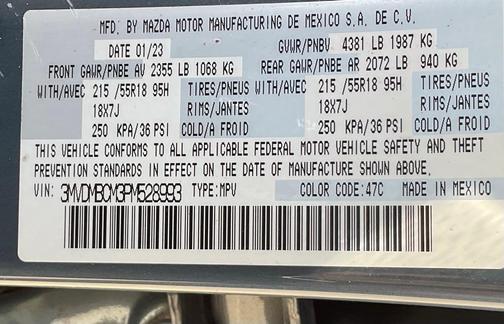 MFD. BY MAZDA MOTOR MANUFACTURING DE MEXICO S.A. DE C.V.
DATE 01/23 GVWR/PNBV 4381 LB 1987 KG
FRONT GAWR/PNBE AV 2355 LB 1068 KG REAR GAWR/PNBE AR 2072 LB 940 KG
WITH/AVEC 215 /55R18 95H TIRES/PNEUS WITH/AVEC 215 /55R18 95H TIRES/PNEUS
18X7J RIMS/JANTES 18X7J RIMS/JANTES
250 KPA/36 PSI COLD/A FROID 250 KPA/36 PSI COLD/A FROID
THIS VEHICLE CONFORMS TO ALL APPLICABLE FEDERAL MOTOR VEHICLE SAFETY AND THEFT
PREVENTION STANDARDS IN EFFECT ON THE DATE OF MANUFACTURE SHOWN ABOVE.
VIN: 3MVDMBCM3PM528993 TYPE:MPV COLOR CODE:47C MADE IN MEXICO